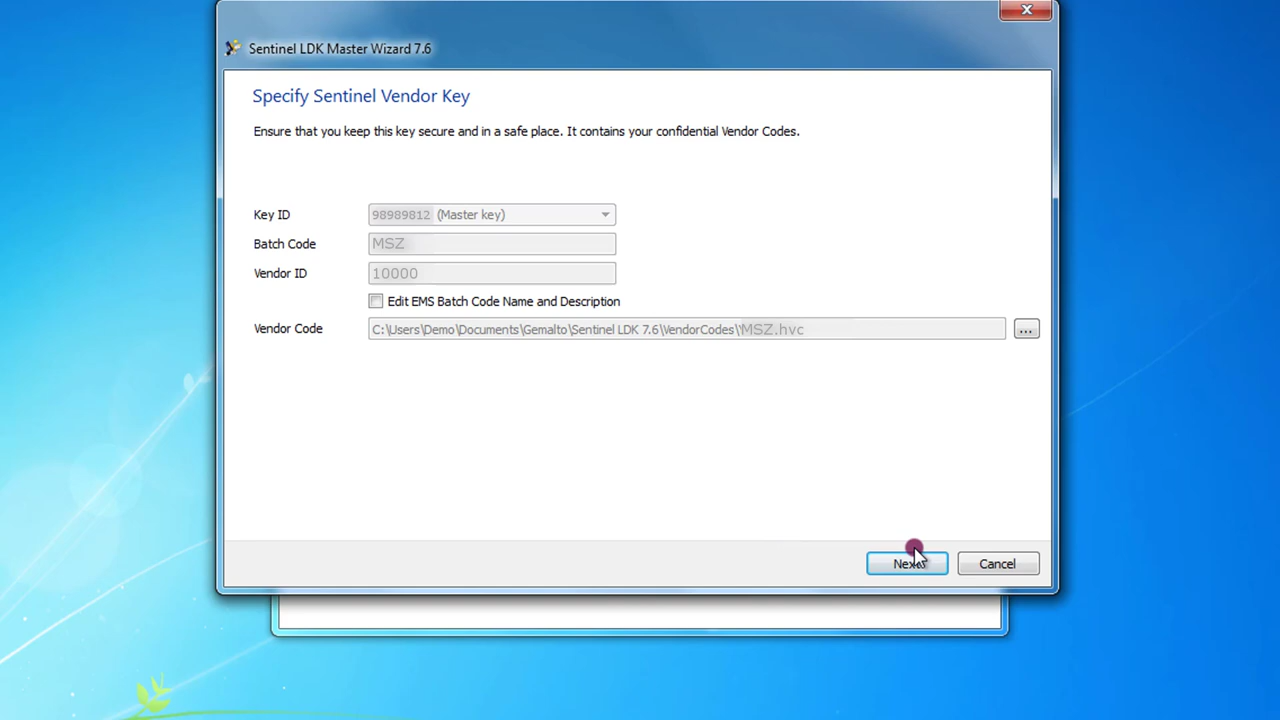 Sentinel LDK Master Wizard 7.6
Specify Sentinel Vendor Key
Ensure that you keep this key secure and in a safe place. It contains your confidential Vendor Codes.
Key ID 98989812 (Master key)
Batch Code MSZ
Vendor ID 10000
Edit EMS Batch Code Name and Description
Vendor Code C:\Users\Demo\Documents\Gemalto\Sentinel LDK 7.6\VendorCodes\MSZ.hvc ...
Next Cancel